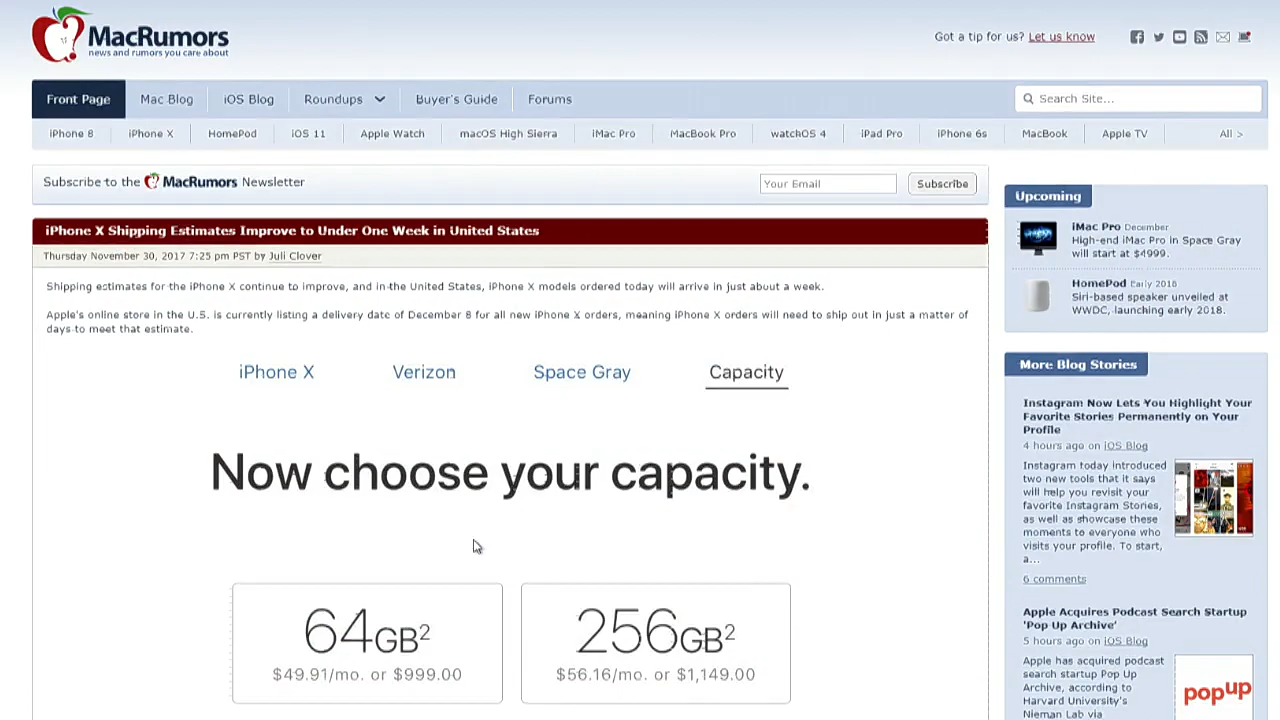 MacRumors
news and rumors you care about
Got a tip for us? Let us know
Front Page Mac Blog iOS Blog Roundups Buyer's Guide Forums Search Site...
iPhone 8 iPhone X HomePod iOS 11 Apple Watch macOS High Sierra iMac Pro MacBook Pro watchOS 4 iPad Pro iPhone 6s MacBook Apple TV All >
Subscribe to the MacRumors Newsletter Your Email Subscribe
iPhone X Shipping Estimates Improve to Under One Week in United States
Thursday November 30, 2017 7:25 pm PST by Juli Clover
Shipping estimates for the iPhone X continue to improve, and in the United States, iPhone X models ordered today will arrive in just about a week.
Apple's online store in the U.S. is currently listing a delivery date of December 8 for all new iPhone X orders, meaning iPhone X orders will need to ship out in just a matter of
days to meet that estimate.
iPhone X Verizon Space Gray Capacity
Now choose your capacity.
64GB2 256GB2
$49.91/mo. or $999.00 $56.16/mo. or $1,149.00
Upcoming
iMac Pro December
High-end iMac Pro in Space Gray
will start at $4999.
HomePod Early 2018
Siri-based speaker unveiled at
WWDC, launching early 2018.
More Blog Stories
Instagram Now Lets You Highlight Your
Favorite Stories Permanently on Your
Profile
4 hours ago on iOS Blog
Instagram today introduced
two new tools that it says
will help you revisit your
favorite Instagram Stories,
as well as showcase these
moments to everyone who
visits your profile. To start,
a...
6 comments
Apple Acquires Podcast Search Startup
'Pop Up Archive'
5 hours ago on iOS Blog
Apple has acquired podcast
search startup Pop Up
Archive, according to
Harvard University's
Nieman Lab via
popup